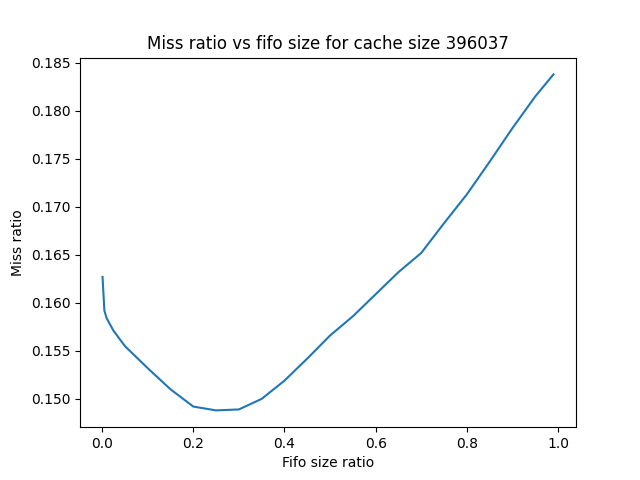 Miss ratio vs fifo size for cache size 396037
0.185
0.180
0.175
0.170
0.165
0.160
0.155
0.150
Miss ratio
0.0 0.2 0.4 0.6 0.8 1.0
Fifo size ratio